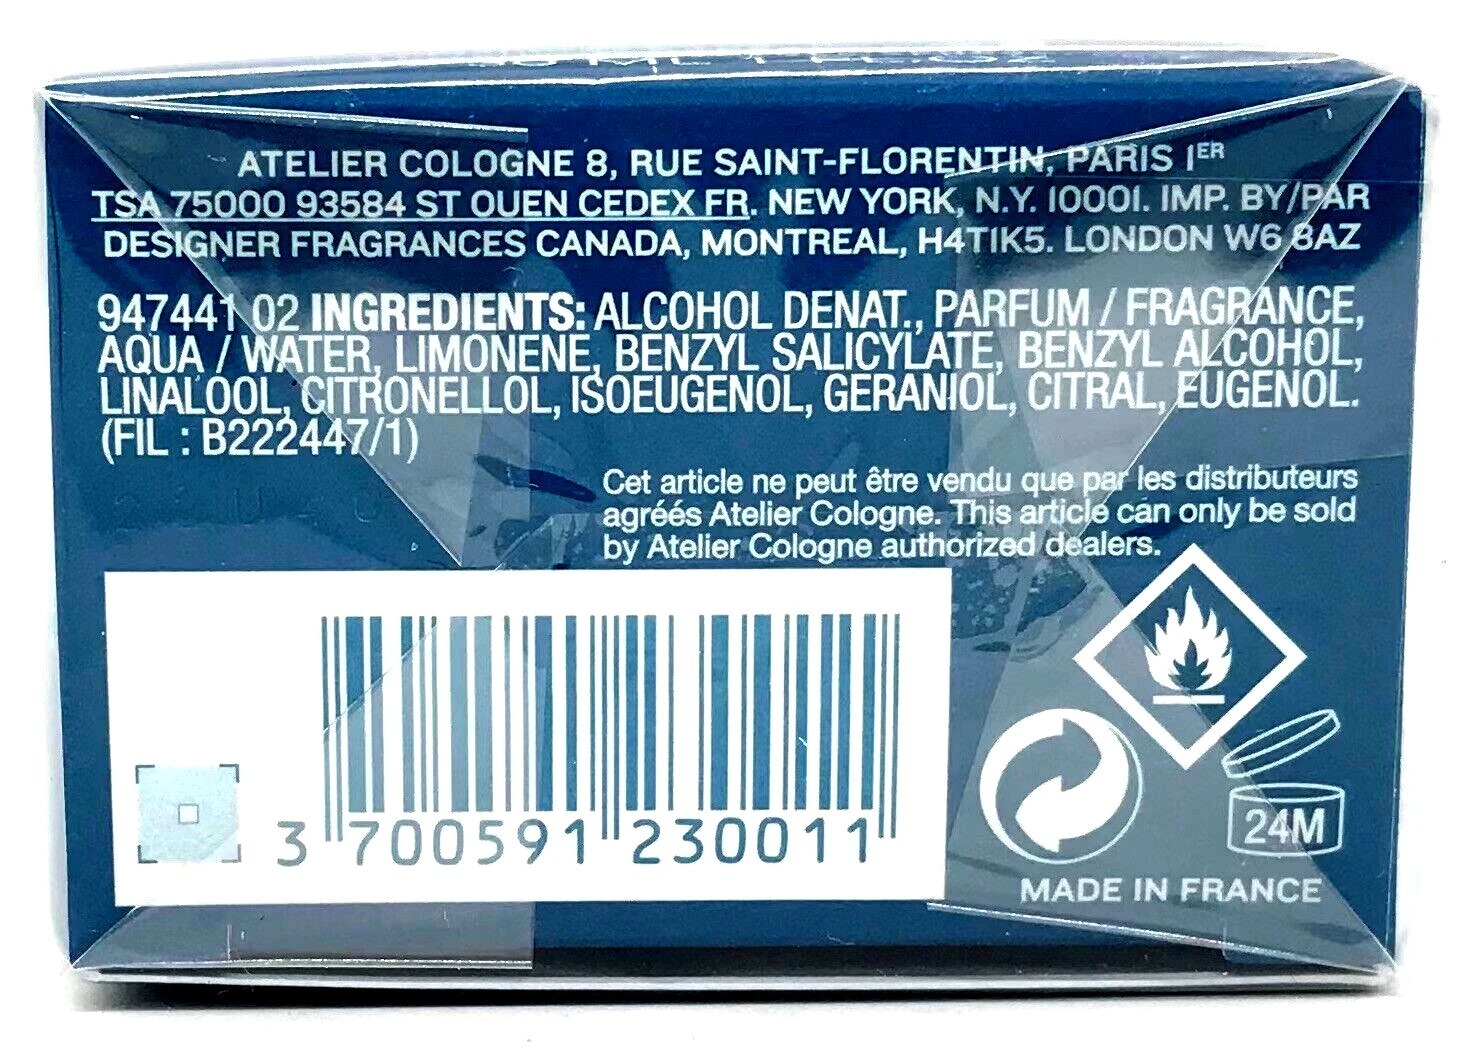 ATELIER COLOGNE 8, RUE SAINT-FLORENTIN, PARIS 1ER
TSA 75000 93584 ST OUEN CEDEX FR. NEW YORK, N.Y. 10001. IMP. BY/PAR
DESIGNER FRAGRANCES CANADA, MONTREAL, H4T1K5. LONDON W6 8AZ
947441 02 INGREDIENTS: ALCOHOL DENAT., PARFUM / FRAGRANCE,
AQUA / WATER, LIMONENE, BENZYL SALICYLATE, BENZYL ALCOHOL,
LINALOOL, CITRONELLOL, ISOEUGENOL, GERANIOL, CITRAL, EUGENOL.
(FIL : B222447/1)
Cet article ne peut être vendu que par les distributeurs
agréés Atelier Cologne. This article can only be sold
by Atelier Cologne authorized dealers.
3 700591 230011
24M
MADE IN FRANCE